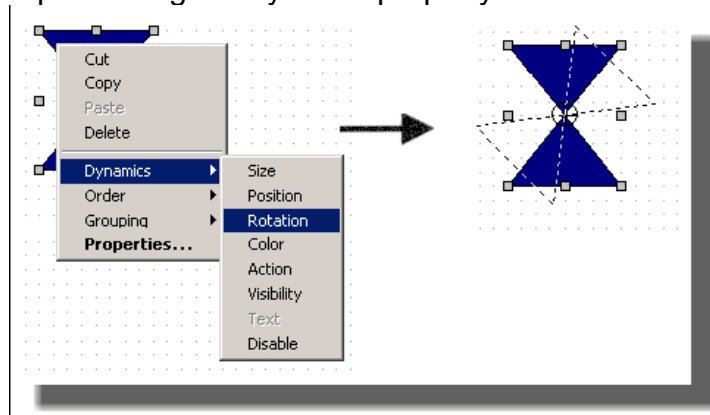 Cut
Copy
Paste
Delete
Dynamics
Order
Grouping
Properties...
Size
Position
Rotation
Color
Action
Visibility
Text
Disable